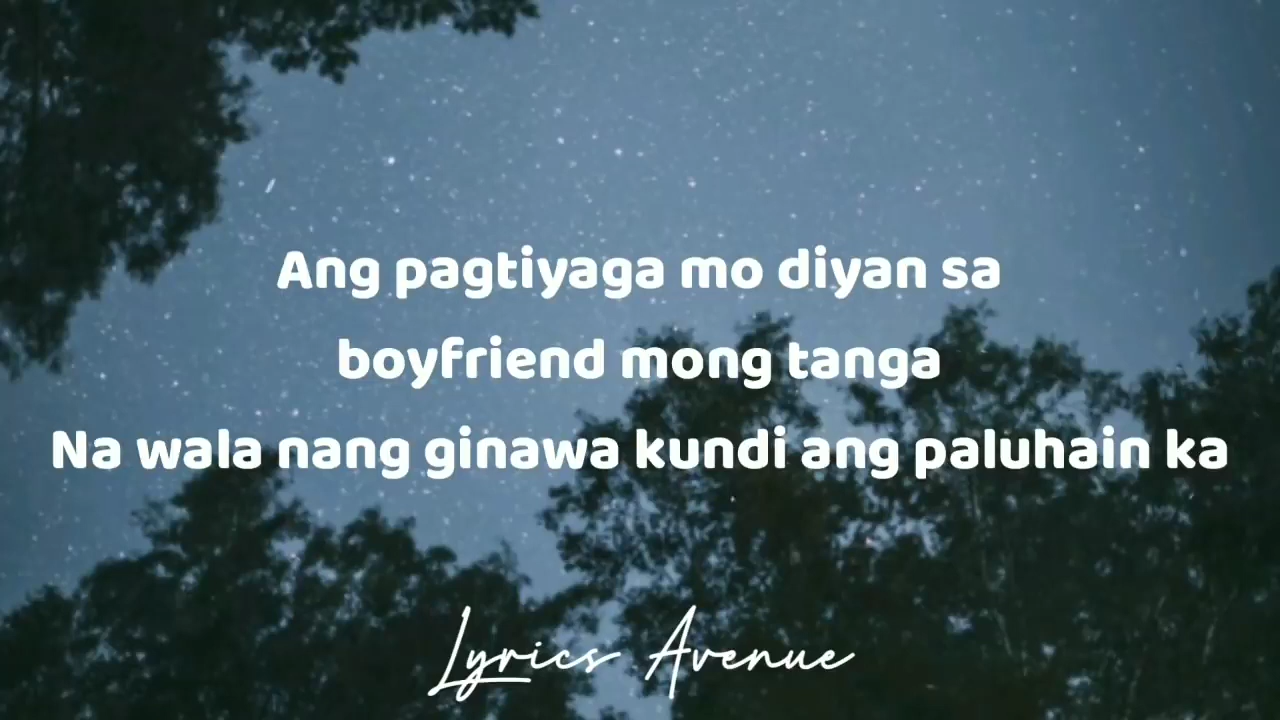 Ang pagtiyaga mo diyan sa
boyfriend mong tanga
Na wala nang ginawa kundi ang paluhain ka
Lyrics Avenue